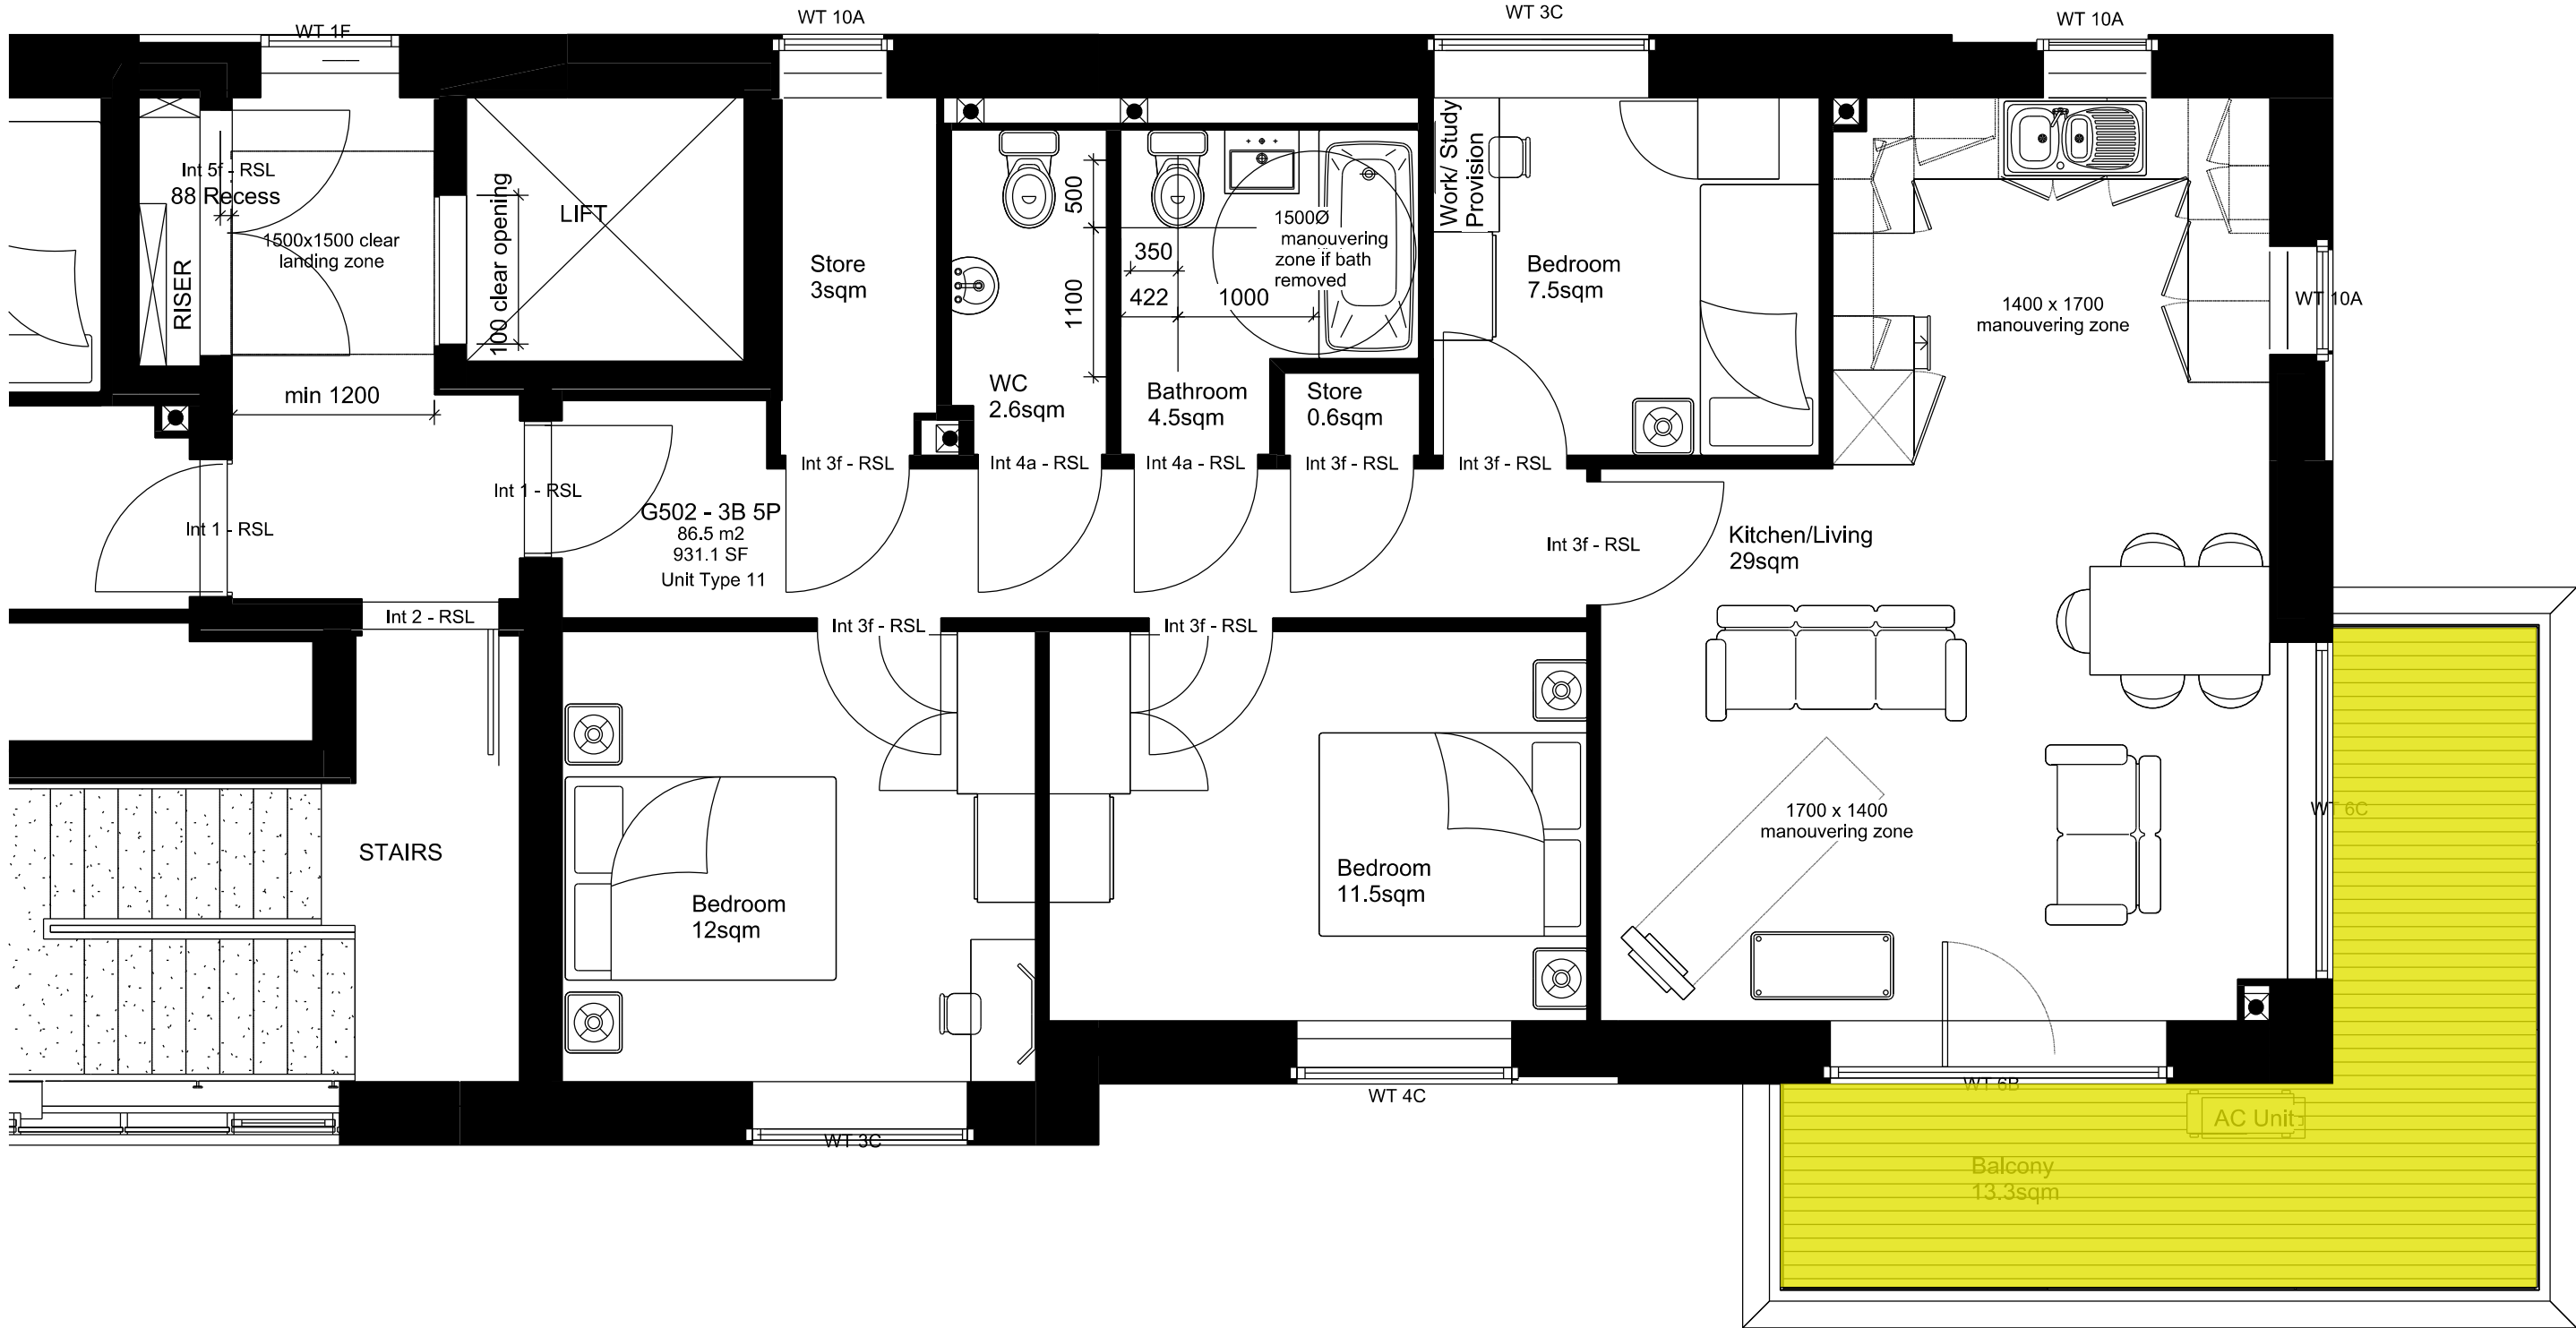 WT 1F
WT 10A
WT 3C
WT 10A
Int 5f - RSL
88 Recess
1500x1500 clear
landing zone
RISER
min 1200
LIFT
100 clear opening
Store
3sqm
WC
2.6sqm
500
1100
350
422
1000
1500Ø
manouvering
zone if bath
removed
Bathroom
4.5sqm
Store
0.6sqm
Work/ Study
Provision
Bedroom
7.5sqm
1400 x 1700
manouvering zone
WT 10A
Int 3f - RSL
Int 4a - RSL
Int 4a - RSL
Int 3f - RSL
Int 3f - RSL
Int 1 - RSL
Int 1 - RSL
G502 - 3B 5P
86.5 m2
931.1 SF
Unit Type 11
Int 3f - RSL
Kitchen/Living
29sqm
Int 2 - RSL
Int 3f - RSL
Int 3f - RSL
STAIRS
Bedroom
12sqm
Bedroom
11.5sqm
1700 x 1400
manouvering zone
WT 6C
WT 3C
WT 4C
WT 6B
AC Unit
Balcony
13.3sqm